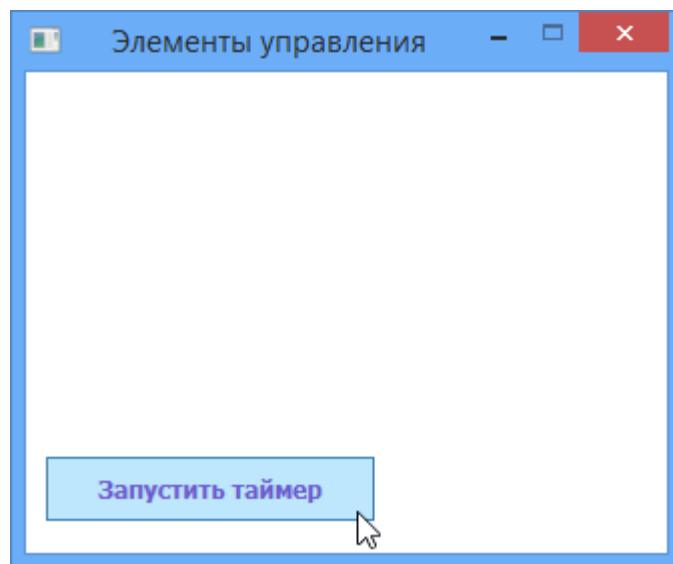 Элементы управления
Запустить таймер